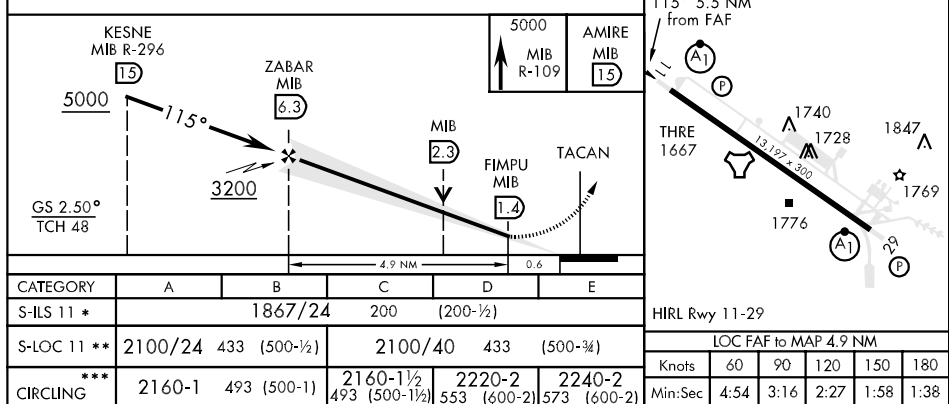 KESNE
MIB R-296
15
5000
115°
ZABAR
MIB
6.3
3200
GS 2.50°
TCH 48
5000
MIB
R-109
AMIRE
MIB
15
MIB
2.3
FIMPU
MIB
1.4
TACAN
4.9 NM
0.6
115° 5.5 NM
from FAF
11
A1
P
THRE
1667
1740
1728
1847
1769
13,197 x 300
1776
A1
29
P
HIRL Rwy 11-29
CATEGORY A B C D E
S-ILS 11 * 1867/24 200 (200-½)
S-LOC 11 ** 2100/24 433 (500-½) 2100/40 433 (500-¾)
*** CIRCLING 2160-1 493 (500-1) 2160-1½ 493 (500-1½) 2220-2 553 (600-2) 2240-2 573 (600-2)
LOC FAF to MAP 4.9 NM
Knots 60 90 120 150 180
Min:Sec 4:54 3:16 2:27 1:58 1:38